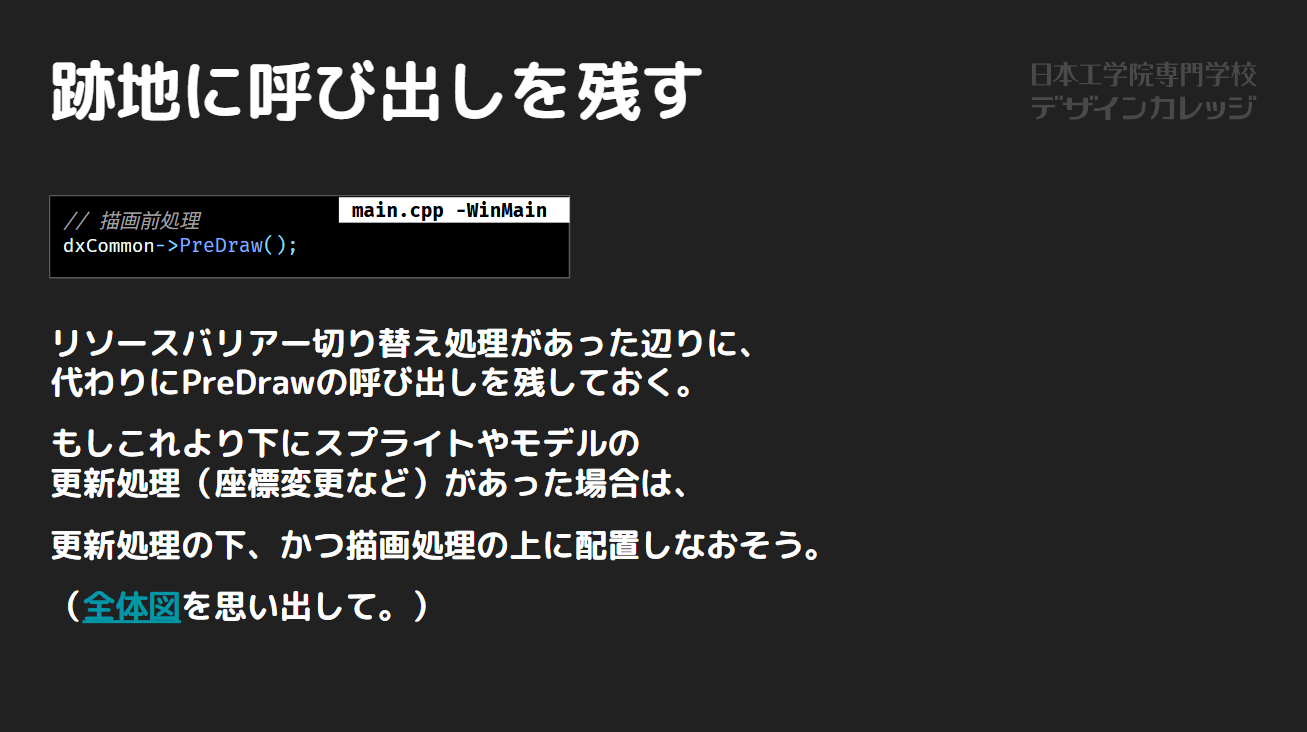 跡地に呼び出しを残す
日本工学院専門学校
デザインカレッジ
// 描画前処理
main.cpp -WinMain
dxCommon->PreDraw();
リソースバリアー切り替え処理があった辺りに、
代わりにPreDrawの呼び出しを残しておく。
もしこれより下にスプライトやモデルの
更新処理（座標変更など）があった場合は、
更新処理の下、かつ描画処理の上に配置しなおそう。
（全体図を思い出して。）